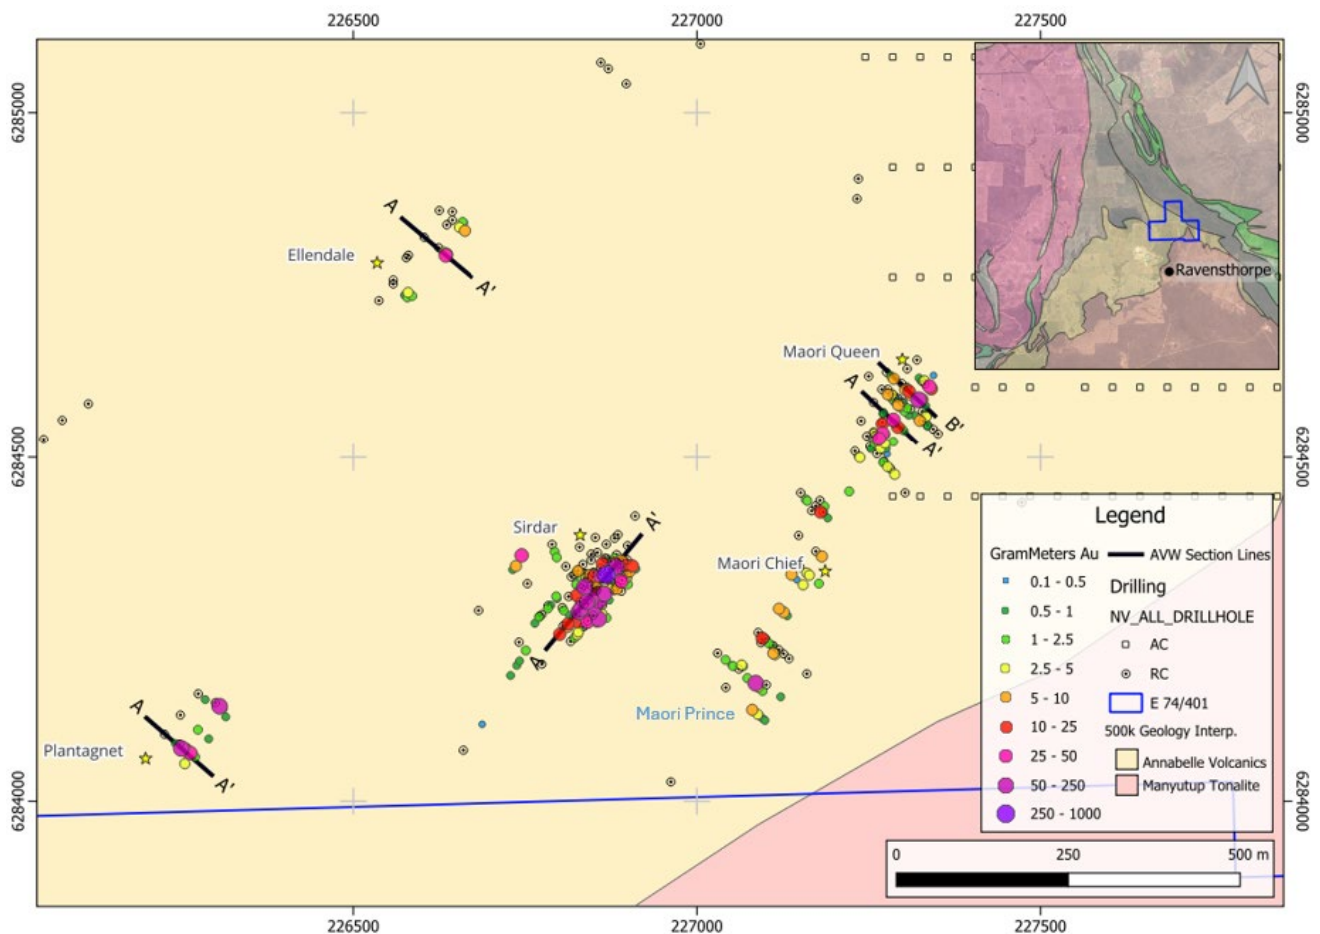 226500
227000
227500
6285000
6285000
A
Ellendale
A'
Ravensthorpe
Maori Queen
A
B'
A'
6284500
6284500
Sirdar
A'
Maori Chief
A
Maori Prince
A
Plantagnet
A'
6284000
6284000
Legend
GramMeters Au
0.1 - 0.5
0.5 - 1
1 - 2.5
2.5 - 5
5 - 10
10 - 25
25 - 50
50 - 250
250 - 1000
AVW Section Lines
Drilling
NV_ALL_DRILLHOLE
AC
RC
E 74/401
500k Geology Interp.
Annabelle Volcanics
Manyutup Tonalite
0 250 500 m
226500
227000
227500